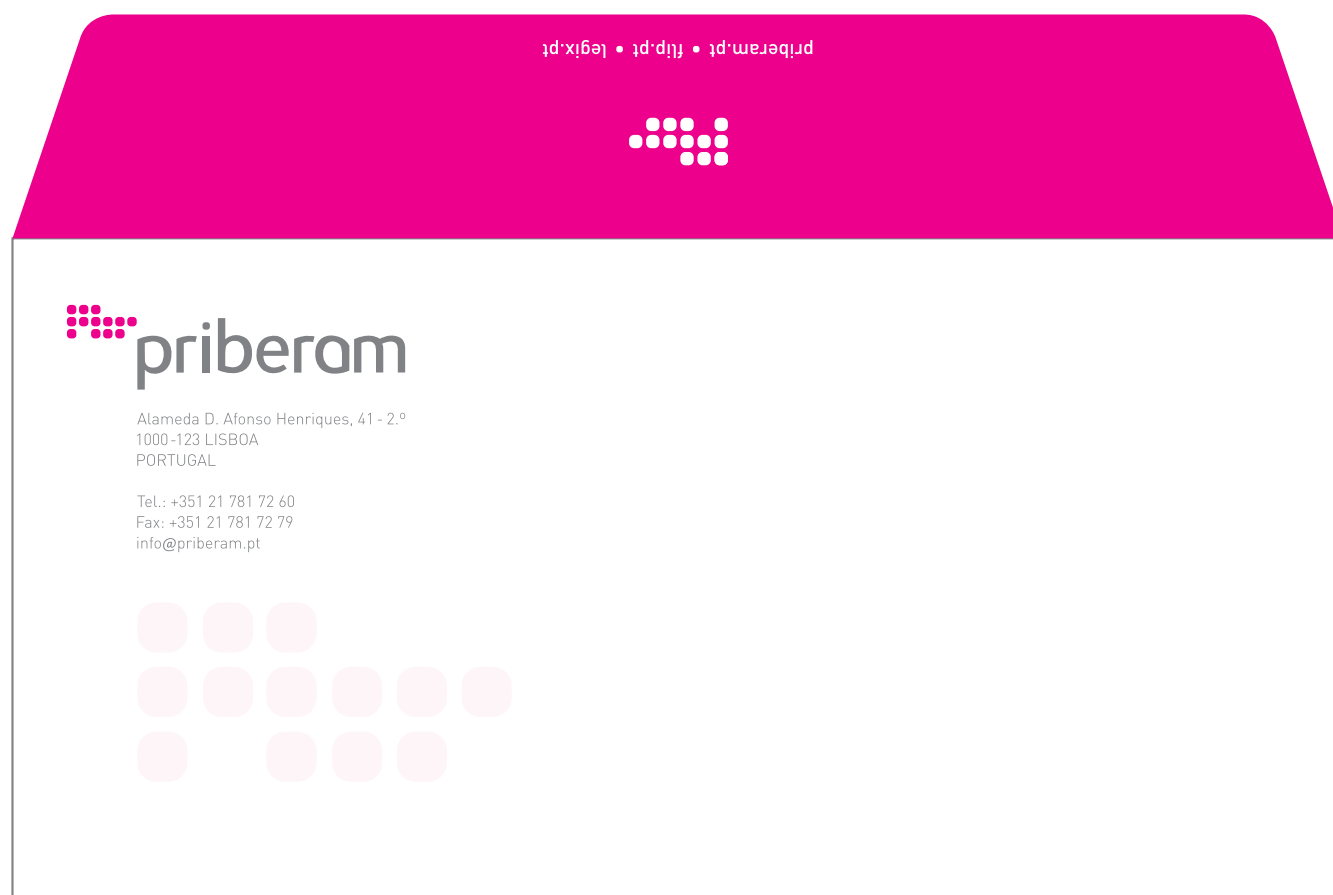 priberam.pt • flip.pt • legix.pt
priberam
Alameda D. Afonso Henriques, 41 - 2.º
1000-123 LISBOA
PORTUGAL
Tel.: +351 21 781 72 60
Fax: +351 21 781 72 79
info@priberam.pt